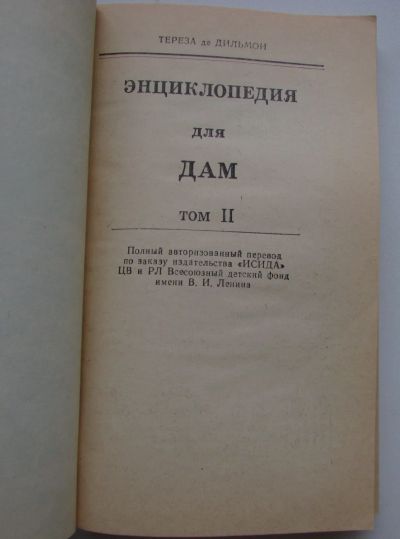 ТЕРЕЗА де ДИЛЬМОН
ЭНЦИКЛОПЕДИЯ
для
ДАМ
том II
Полный авторизованный перевод
по заказу издательства «ИСИДА»
ЦВ и РЛ Всесоюзный детский фонд
имени В. И. Ленина